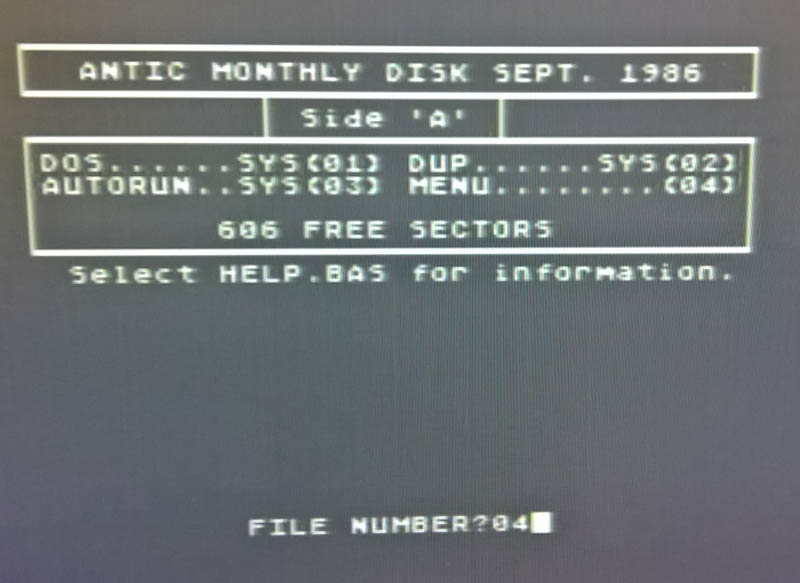 ANTIC MONTHLY DISK SEPT. 1986
Side 'A'
DOS......SYS(01) DUP......SYS(02)
AUTORUN..SYS(03) MENU........(04)
606 FREE SECTORS
Select HELP.BAS for information.
FILE NUMBER?04